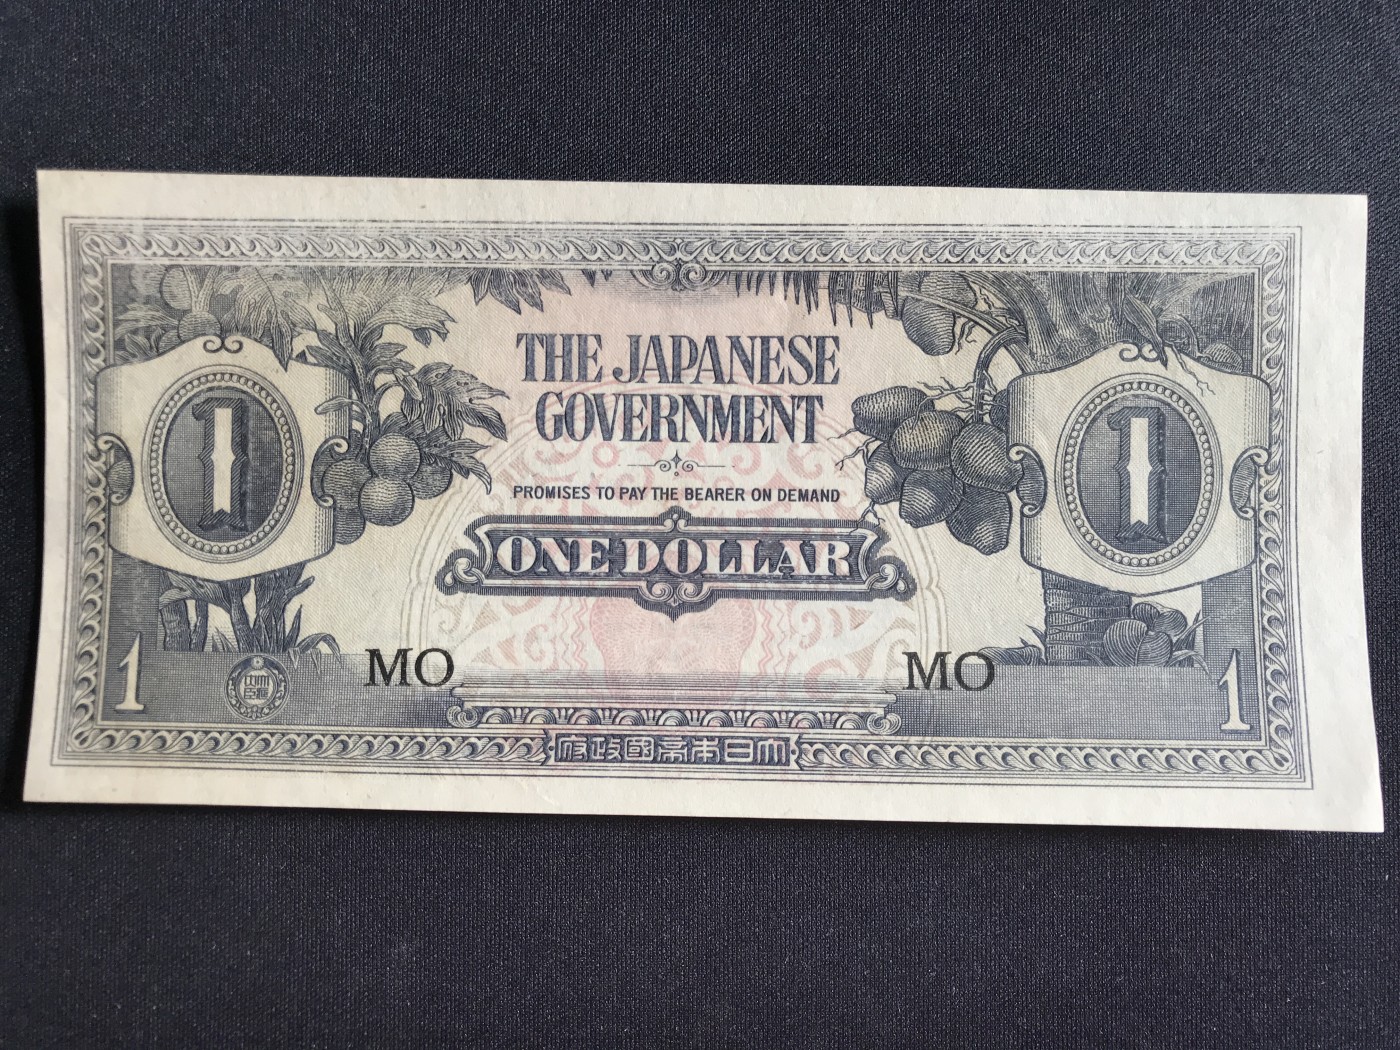 THE JAPANESE
GOVERNMENT
PROMISES TO PAY THE BEARER ON DEMAND
ONE DOLLAR
1
1
MO
MO
1
1
府政國帝本日大